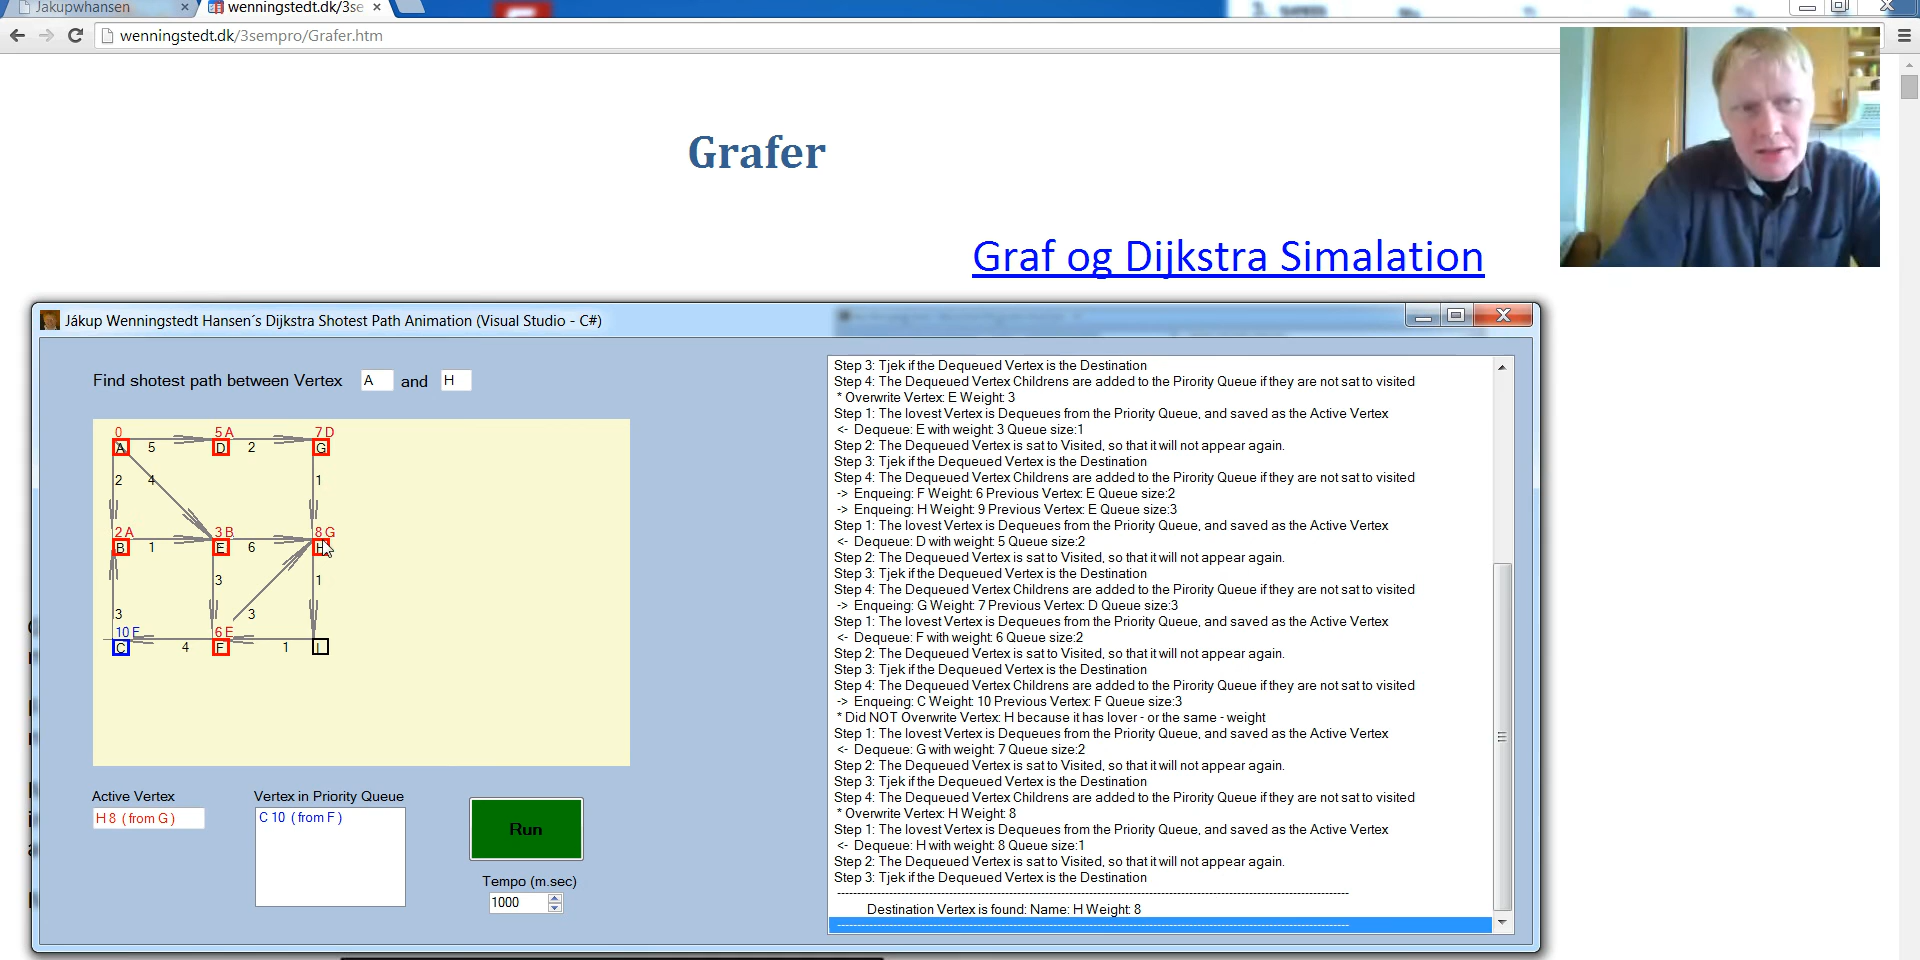 Jakupwhansen
wenningstedt.dk/3se
wenningstedt.dk/3sempro/Grafer.htm
Grafer
Graf og Dijkstra Simalation
Jákup Wenningstedt Hansen´s Dijkstra Shotest Path Animation (Visual Studio - C#)
Find shotest path between Vertex A and H
0 5 A 7 D
A 5 D 2 G
2 4 1
2 A 3 B 8 G
B 1 E 6 H
3 1
3 3
10 F 6 E
C 4 F 1 I
Active Vertex
H 8 ( from G )
Vertex in Priority Queue
C 10 ( from F )
Run
Tempo (m.sec)
1000
Step 3: Tjek if the Dequeued Vertex is the Destination
Step 4: The Dequeued Vertex Childrens are added to the Pirority Queue if they are not sat to visited
* Overwrite Vertex: E Weight: 3
Step 1: The lovest Vertex is Dequeues from the Priority Queue, and saved as the Active Vertex
<- Dequeue: E with weight: 3 Queue size:1
Step 2: The Dequeued Vertex is sat to Visited, so that it will not appear again.
Step 3: Tjek if the Dequeued Vertex is the Destination
Step 4: The Dequeued Vertex Childrens are added to the Pirority Queue if they are not sat to visited
-> Enqueing: F Weight: 6 Previous Vertex: E Queue size:2
-> Enqueing: H Weight: 9 Previous Vertex: E Queue size:3
Step 1: The lovest Vertex is Dequeues from the Priority Queue, and saved as the Active Vertex
<- Dequeue: D with weight: 5 Queue size:2
Step 2: The Dequeued Vertex is sat to Visited, so that it will not appear again.
Step 3: Tjek if the Dequeued Vertex is the Destination
Step 4: The Dequeued Vertex Childrens are added to the Pirority Queue if they are not sat to visited
-> Enqueing: G Weight: 7 Previous Vertex: D Queue size:3
Step 1: The lovest Vertex is Dequeues from the Priority Queue, and saved as the Active Vertex
<- Dequeue: F with weight: 6 Queue size:2
Step 2: The Dequeued Vertex is sat to Visited, so that it will not appear again.
Step 3: Tjek if the Dequeued Vertex is the Destination
Step 4: The Dequeued Vertex Childrens are added to the Pirority Queue if they are not sat to visited
-> Enqueing: C Weight: 10 Previous Vertex: F Queue size:3
* Did NOT Overwrite Vertex: H because it has lover - or the same - weight
Step 1: The lovest Vertex is Dequeues from the Priority Queue, and saved as the Active Vertex
<- Dequeue: G with weight: 7 Queue size:2
Step 2: The Dequeued Vertex is sat to Visited, so that it will not appear again.
Step 3: Tjek if the Dequeued Vertex is the Destination
Step 4: The Dequeued Vertex Childrens are added to the Pirority Queue if they are not sat to visited
* Overwrite Vertex: H Weight: 8
Step 1: The lovest Vertex is Dequeues from the Priority Queue, and saved as the Active Vertex
<- Dequeue: H with weight: 8 Queue size:1
Step 2: The Dequeued Vertex is sat to Visited, so that it will not appear again.
Step 3: Tjek if the Dequeued Vertex is the Destination
Destination Vertex is found: Name: H Weight: 8